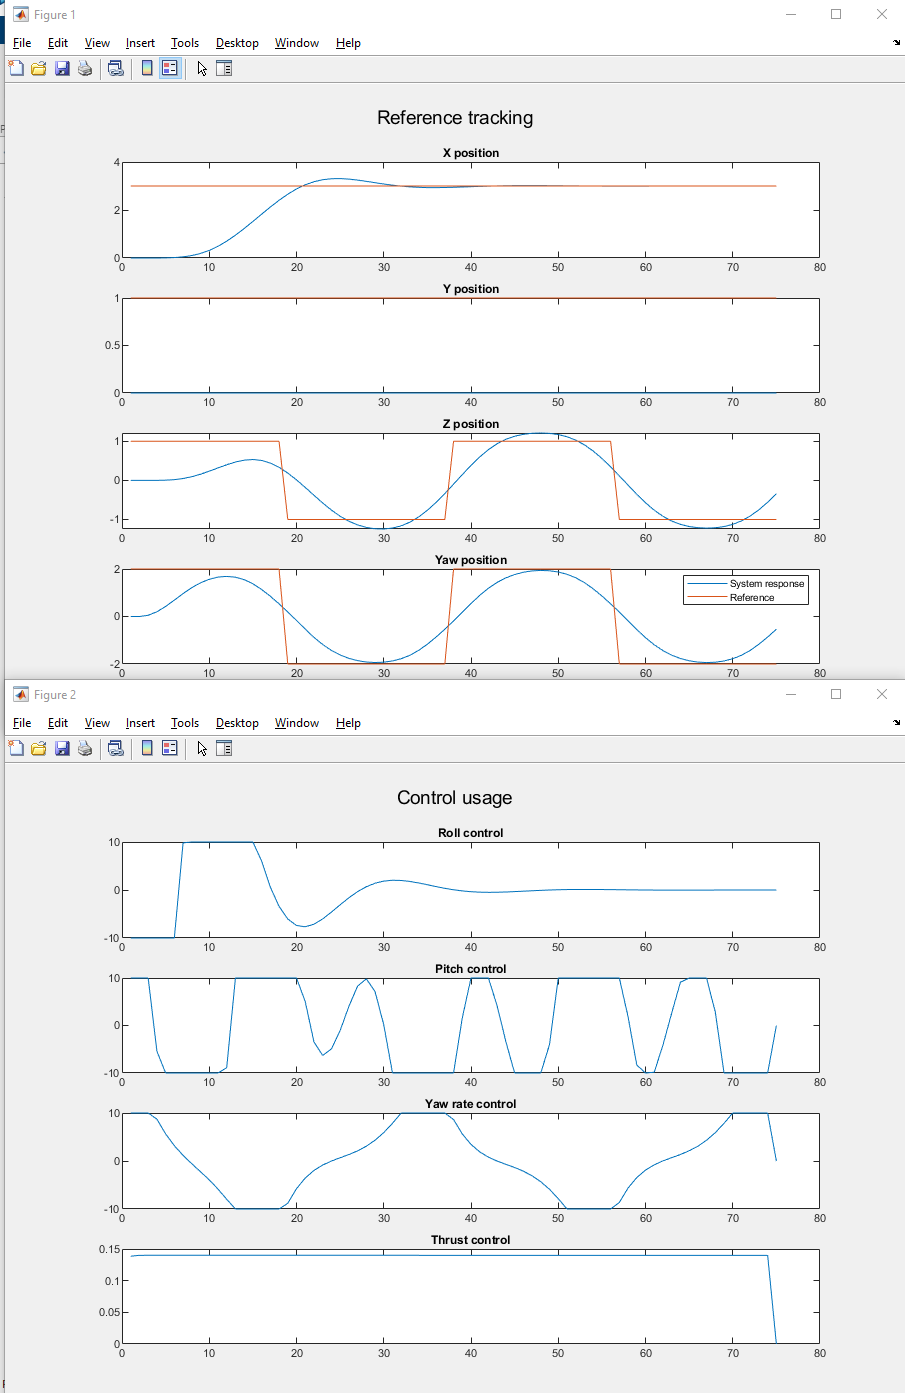 Figure 1
File Edit View Insert Tools Desktop Window Help
Reference tracking
X position
4
2
0
0 10 20 30 40 50 60 70 80
Y position
1
0.5
0
0 10 20 30 40 50 60 70 80
Z position
1
0
-1
0 10 20 30 40 50 60 70 80
Yaw position
2
System response
Reference
0
-2
0 10 20 30 40 50 60 70 80
Figure 2
File Edit View Insert Tools Desktop Window Help
Control usage
Roll control
10
0
-10
0 10 20 30 40 50 60 70 80
Pitch control
10
0
-10
0 10 20 30 40 50 60 70 80
Yaw rate control
10
0
-10
0 10 20 30 40 50 60 70 80
Thrust control
0.15
0.1
0.05
0
0 10 20 30 40 50 60 70 80